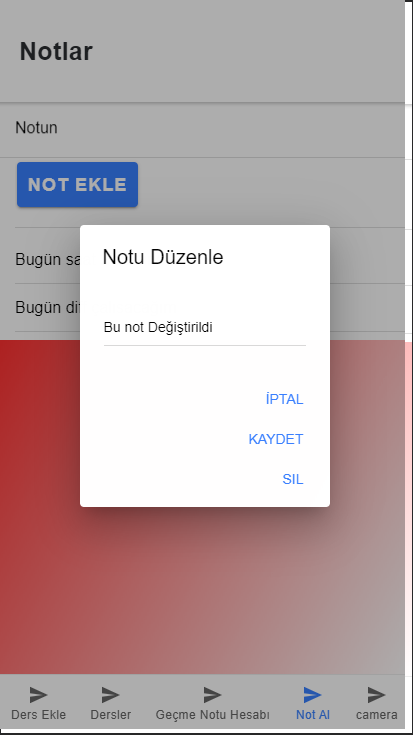 Notlar
Notun
NOT EKLE
Bugün sa
Bugün di
Notu Düzenle
Bu not Değiştirildi
İPTAL
KAYDET
SIL
Ders Ekle
Dersler
Geçme Notu Hesabı
Not Al
camera